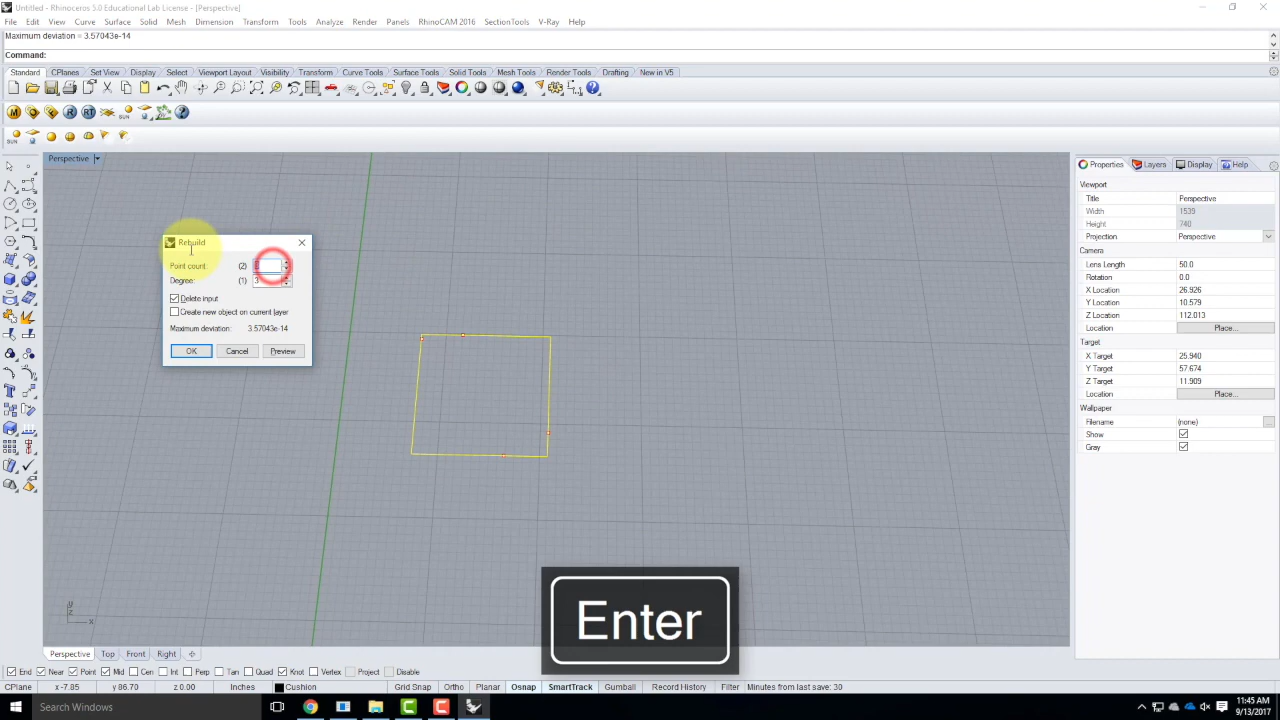 Untitled - Rhinoceros 5.0 Educational Lab License - [Perspective]
File Edit View Curve Surface Solid Mesh Dimension Transform Tools Analyze Render Panels RhinoCAM 2016 SectionTools V-Ray Help
Maximum deviation = 3.57043e-14
Command:
Standard CPlanes Set View Display Select Viewport Layout Visibility Transform Curve Tools Surface Tools Solid Tools Mesh Tools Render Tools Drafting New in V5
M R RT SUN
SUN
Perspective
Properties Layers Display Help
Viewport
Title Perspective
Width 1539
Height 740
Projection Perspective
Camera
Lens Length 50.0
Rotation 0.0
X Location 26.926
Y Location 10.579
Z Location 112.013
Location Place...
Target
X Target 25.940
Y Target 57.674
Z Target 11.909
Location Place...
Wallpaper
Filename (none) ...
Show
Gray
Rebuild
Point count: (2)
Degree: (1) 3
Delete input
Create new object on current layer
Maximum deviation: 3.57043e-14
OK Cancel Preview
Enter
y
z
x
Perspective Top Front Right
End Near Point Mid Cen Int Perp Tan Quad Knot Vertex Project Disable
CPlane x -7.85 y 86.70 z 0.00 Inches Cushion Grid Snap Ortho Planar Osnap SmartTrack Gumball Record History Filter Minutes from last save: 30
Search Windows
11:45 AM
9/13/2017